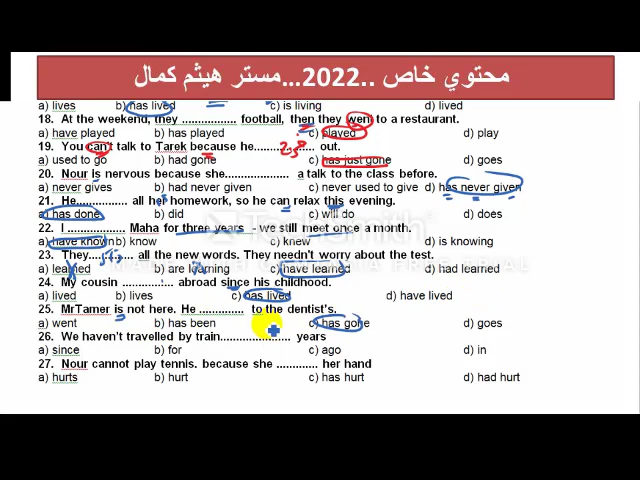 محتوي خاص ..2022...مستر هيثم كمال
a) lives b) has lived c) is living d) lived
18. At the weekend, they ................ football, then they went to a restaurant.
a) have played b) has played c) played d) play
19. You can't talk to Tarek because he.................. out.
a) used to go b) had gone c) has just gone d) goes
20. Nour is nervous because she.................. a talk to the class before.
a) never gives b) had never given c) never used to give d) has never given
21. He............... all her homework, so he can relax this evening.
a) has done b) did c) will do d) does
22. I ............... Maha for three years - we still meet once a month.
a) have known b) know c) knew d) is knowing
23. They.............. all the new words. They needn't worry about the test.
a) learned b) are learning c) have learned d) had learned
24. My cousin ............... abroad since his childhood.
a) lived b) lives c) has lived d) have lived
25. MrTamer is not here. He ............. to the dentist's.
a) went b) has been c) has gone d) goes
26. We haven't travelled by train.................... years
a) since b) for c) ago d) in
27. Nour cannot play tennis. because she ............ her hand
a) hurts b) hurt c) has hurt d) had hurt